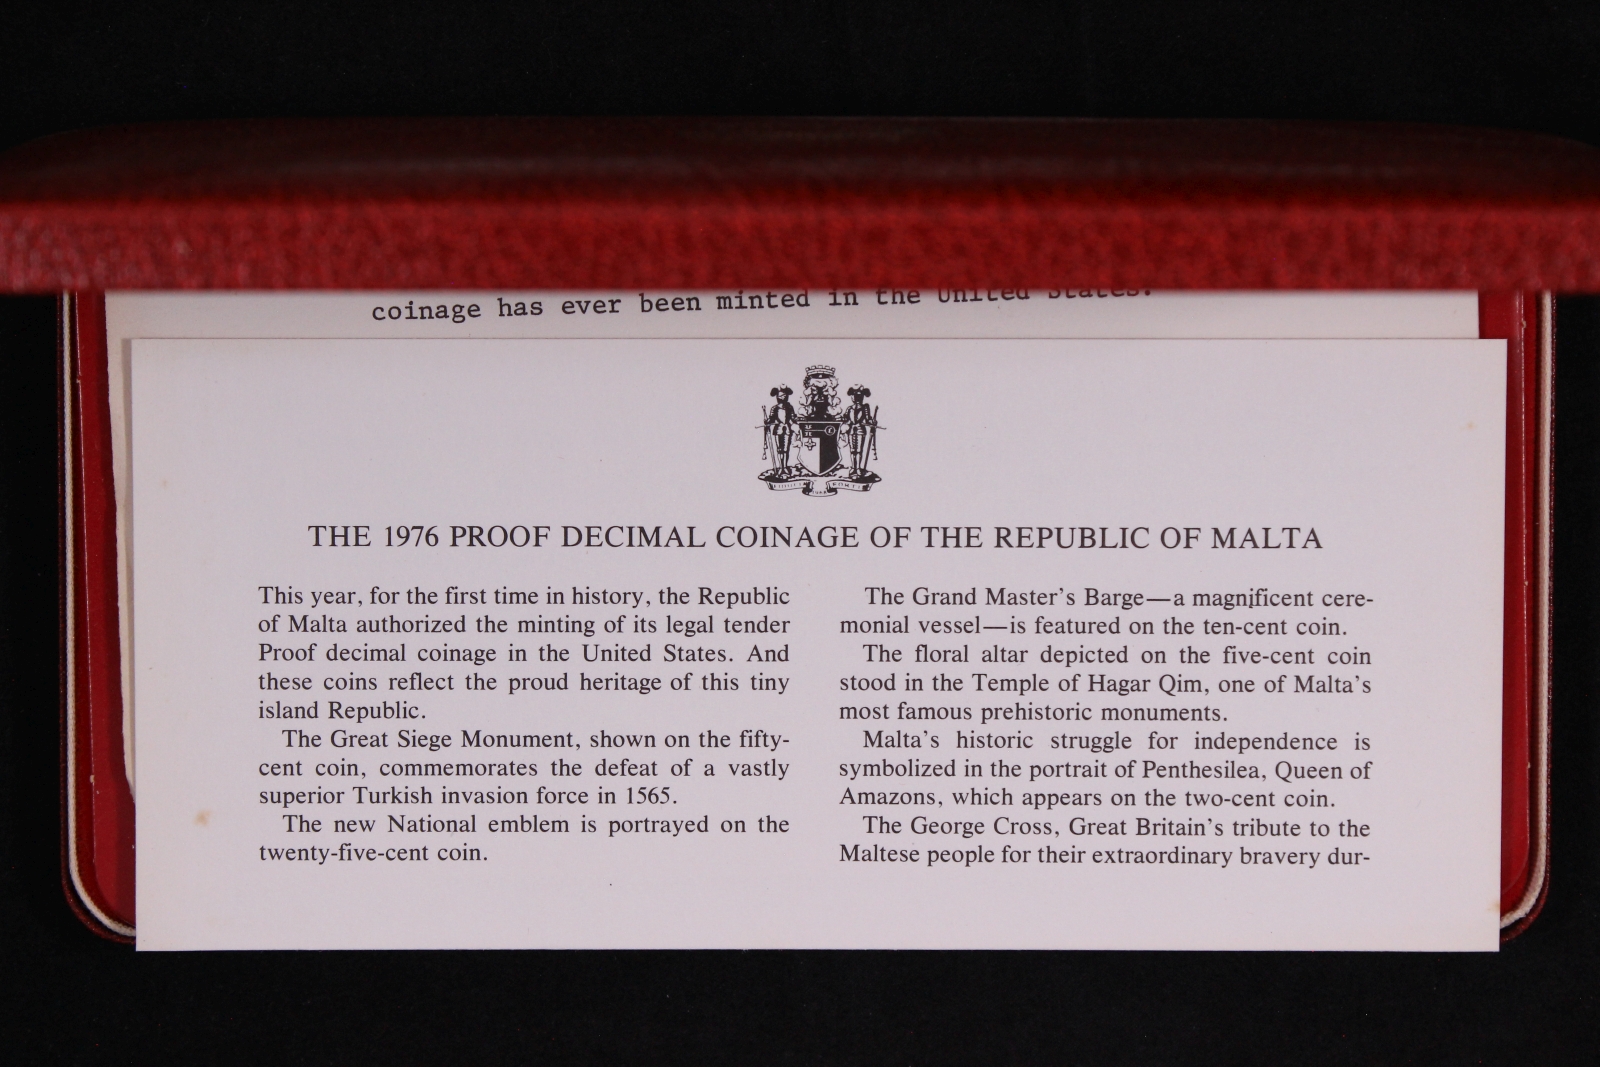 coinage has ever been minted in the United States.
THE 1976 PROOF DECIMAL COINAGE OF THE REPUBLIC OF MALTA
This year, for the first time in history, the Republic
of Malta authorized the minting of its legal tender
Proof decimal coinage in the United States. And
these coins reflect the proud heritage of this tiny
island Republic.
The Great Siege Monument, shown on the fifty-
cent coin, commemorates the defeat of a vastly
superior Turkish invasion force in 1565.
The new National emblem is portrayed on the
twenty-five-cent coin.
The Grand Master's Barge—a magnificent cere-
monial vessel—is featured on the ten-cent coin.
The floral altar depicted on the five-cent coin
stood in the Temple of Hagar Qim, one of Malta's
most famous prehistoric monuments.
Malta's historic struggle for independence is
symbolized in the portrait of Penthesilea, Queen of
Amazons, which appears on the two-cent coin.
The George Cross, Great Britain's tribute to the
Maltese people for their extraordinary bravery dur-